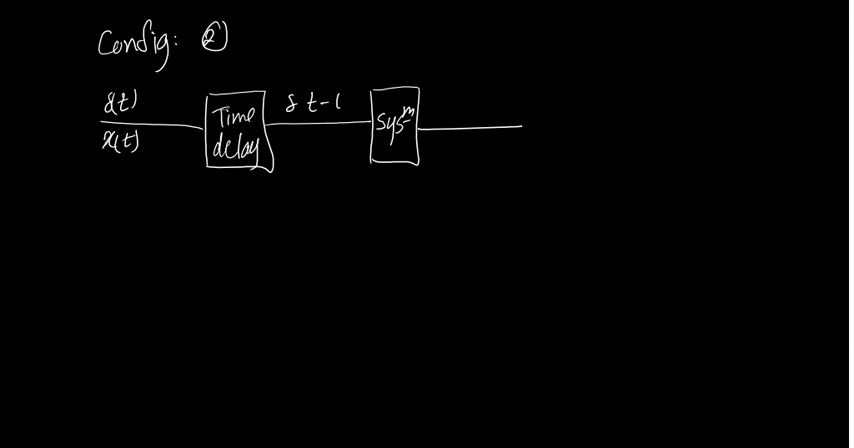 Config: ②
δ(t)
x(t)
Time
delay
δ t-1
Sysᵐ